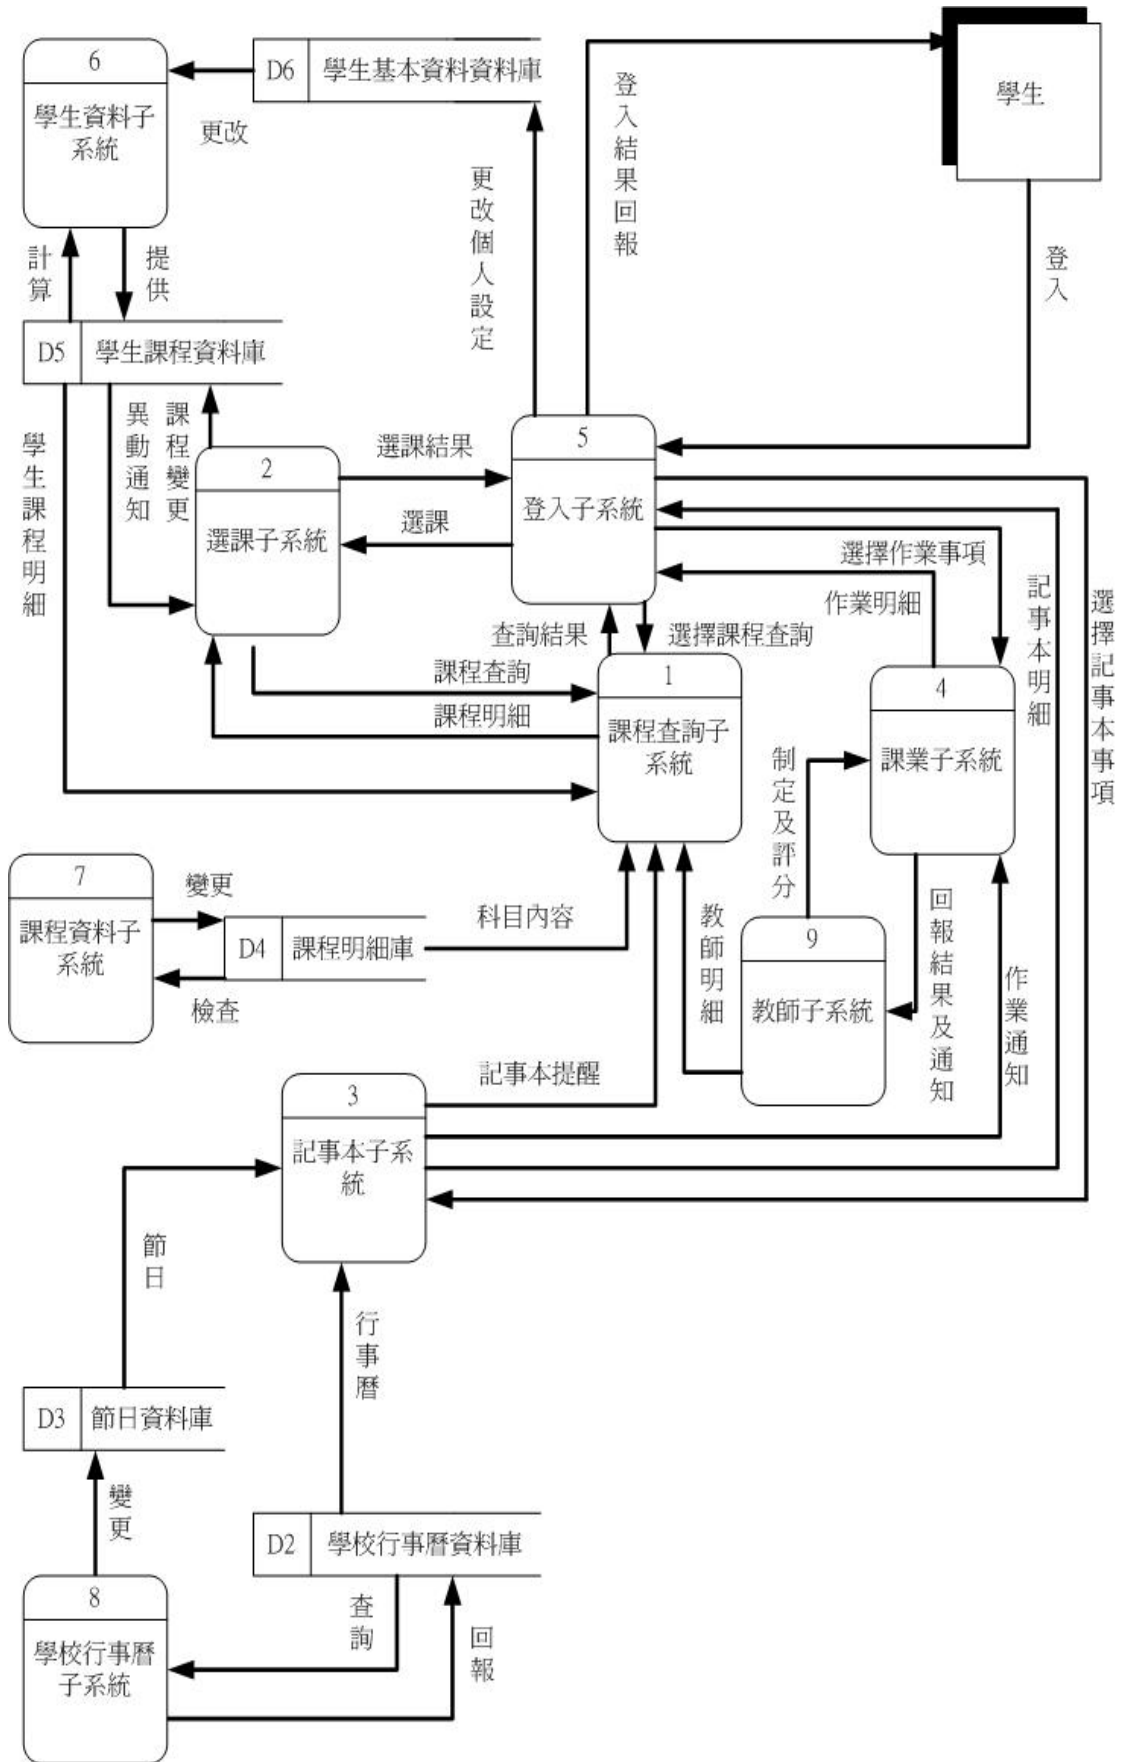 6
學生資料子
系統
D6
學生基本資料資料庫
更改
登入結果回報
學生
登入
更改個人設定
計算
提供
D5
學生課程資料庫
學生課程明細
異動通知
課程變更
2
選課子系統
選課結果
選課
5
登入子系統
選擇作業事項
作業明細
記事本明細
選擇記事本事項
查詢結果
選擇課程查詢
課程查詢
課程明細
1
課程查詢子
系統
4
課業子系統
制定及評分
7
課程資料子
系統
變更
D4
課程明細庫
檢查
科目內容
教師明細
9
教師子系統
回報結果及通知
作業通知
記事本提醒
3
記事本子系
統
節日
行事曆
D3
節日資料庫
變更
D2
學校行事曆資料庫
查詢
回報
8
學校行事曆
子系統